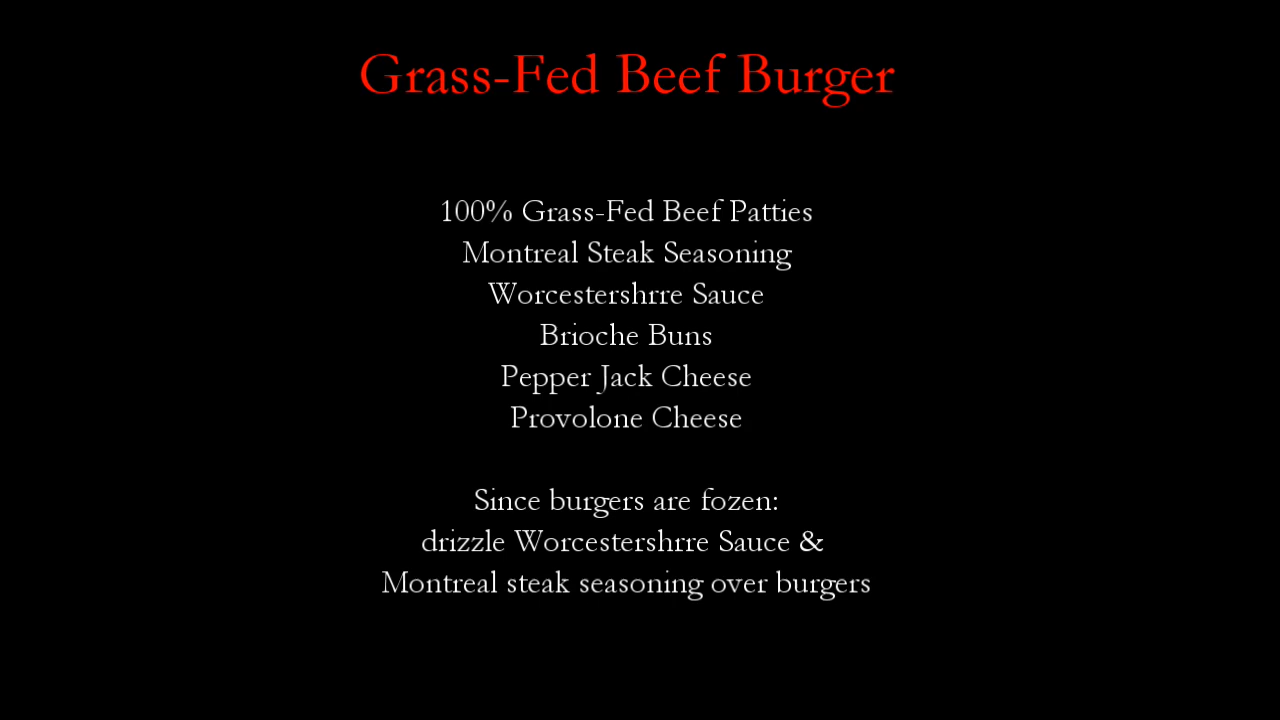 Grass-Fed Beef Burger
100% Grass-Fed Beef Patties
Montreal Steak Seasoning
Worcestershrre Sauce
Brioche Buns
Pepper Jack Cheese
Provolone Cheese
Since burgers are fozen:
drizzle Worcestershrre Sauce &
Montreal steak seasoning over burgers